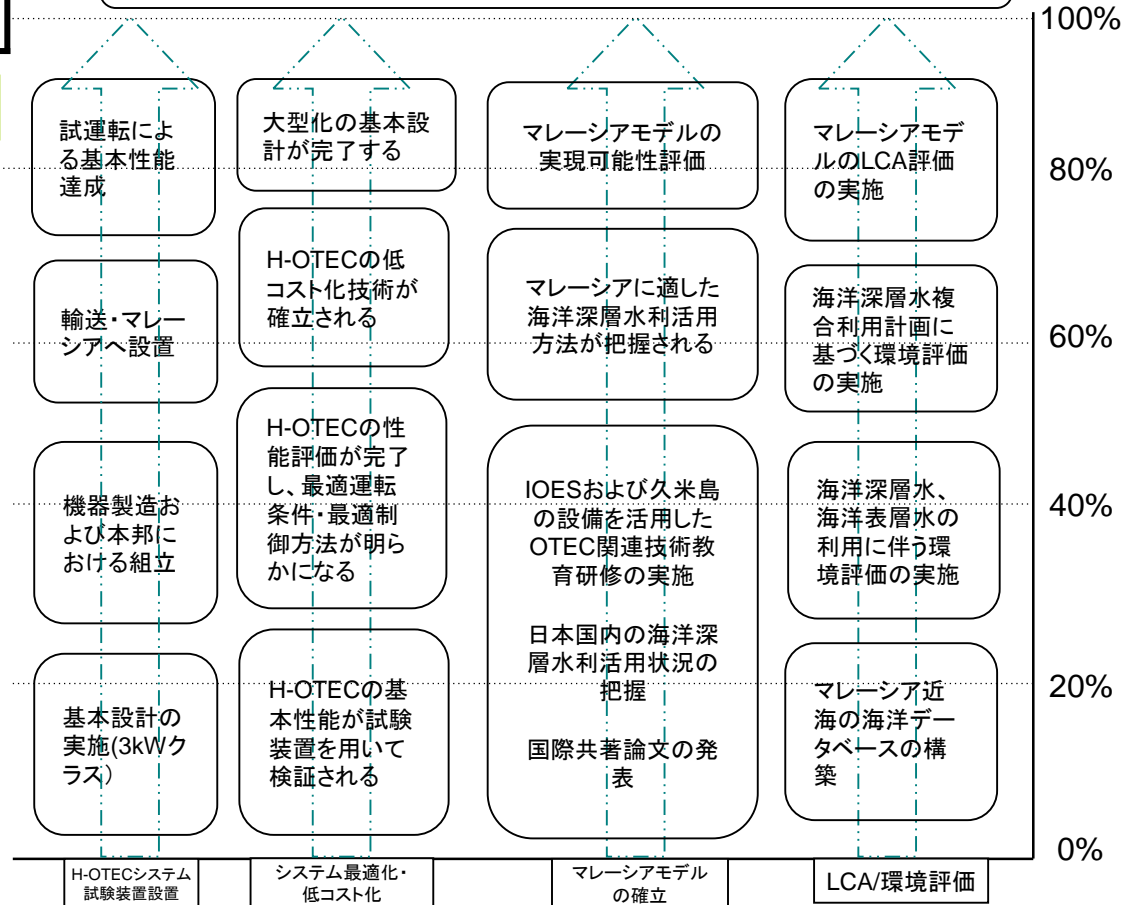 100%
試運転によ
る基本性能
達成
大型化の基本設
計が完了する
マレーシアモデルの
実現可能性評価
マレーシアモデ
ルのLCA評価
の実施
80%
輸送・マレー
シアへ設置
H-OTECの低
コスト化技術が
確立される
マレーシアに適した
海洋深層水利活用
方法が把握される
海洋深層水複
合利用計画に
基づく環境評価
の実施
60%
機器製造お
よび本邦に
おける組立
H-OTECの性
能評価が完了
し、最適運転
条件・最適制
御方法が明ら
かになる
IOESおよび久米島
の設備を活用した
OTEC関連技術教
育研修の実施
日本国内の海洋深
層水利活用状況の
把握
国際共著論文の発
表
海洋深層水、
海洋表層水の
利用に伴う環
境評価の実施
40%
基本設計の
実施(3kWク
ラス)
H-OTECの基
本性能が試験
装置を用いて
検証される
マレーシア近
海の海洋デー
タベースの構
築
20%
0%
H-OTECシステム
試験装置設置
システム最適化・
低コスト化
マレーシアモデル
の確立
LCA/環境評価